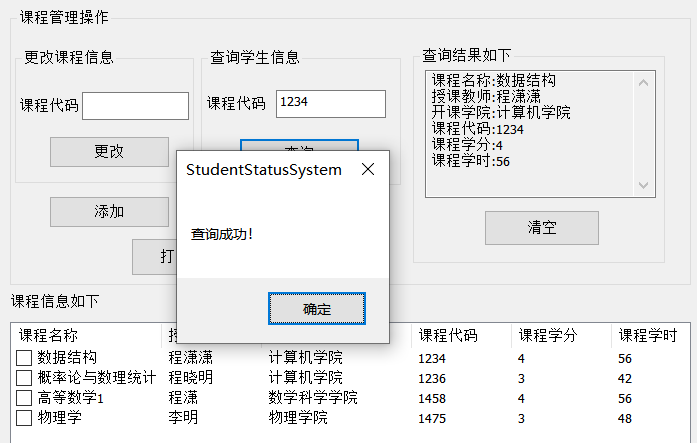 课程管理操作
更改课程信息
课程代码
更改
添加
打
查询学生信息
课程代码 1234
StudentStatusSystem
查询成功!
确定
查询结果如下
课程名称:数据结构
授课教师:程潇潇
开课学院:计算机学院
课程代码:1234
课程学分:4
课程学时:56
清空
课程信息如下
课程名称 课程代码 课程学分 课程学时
数据结构 程潇潇 计算机学院 1234 4 56
概率论与数理统计 程晓明 计算机学院 1236 3 42
高等数学1 程潇 数学科学学院 1458 4 56
物理学 李明 物理学院 1475 3 48